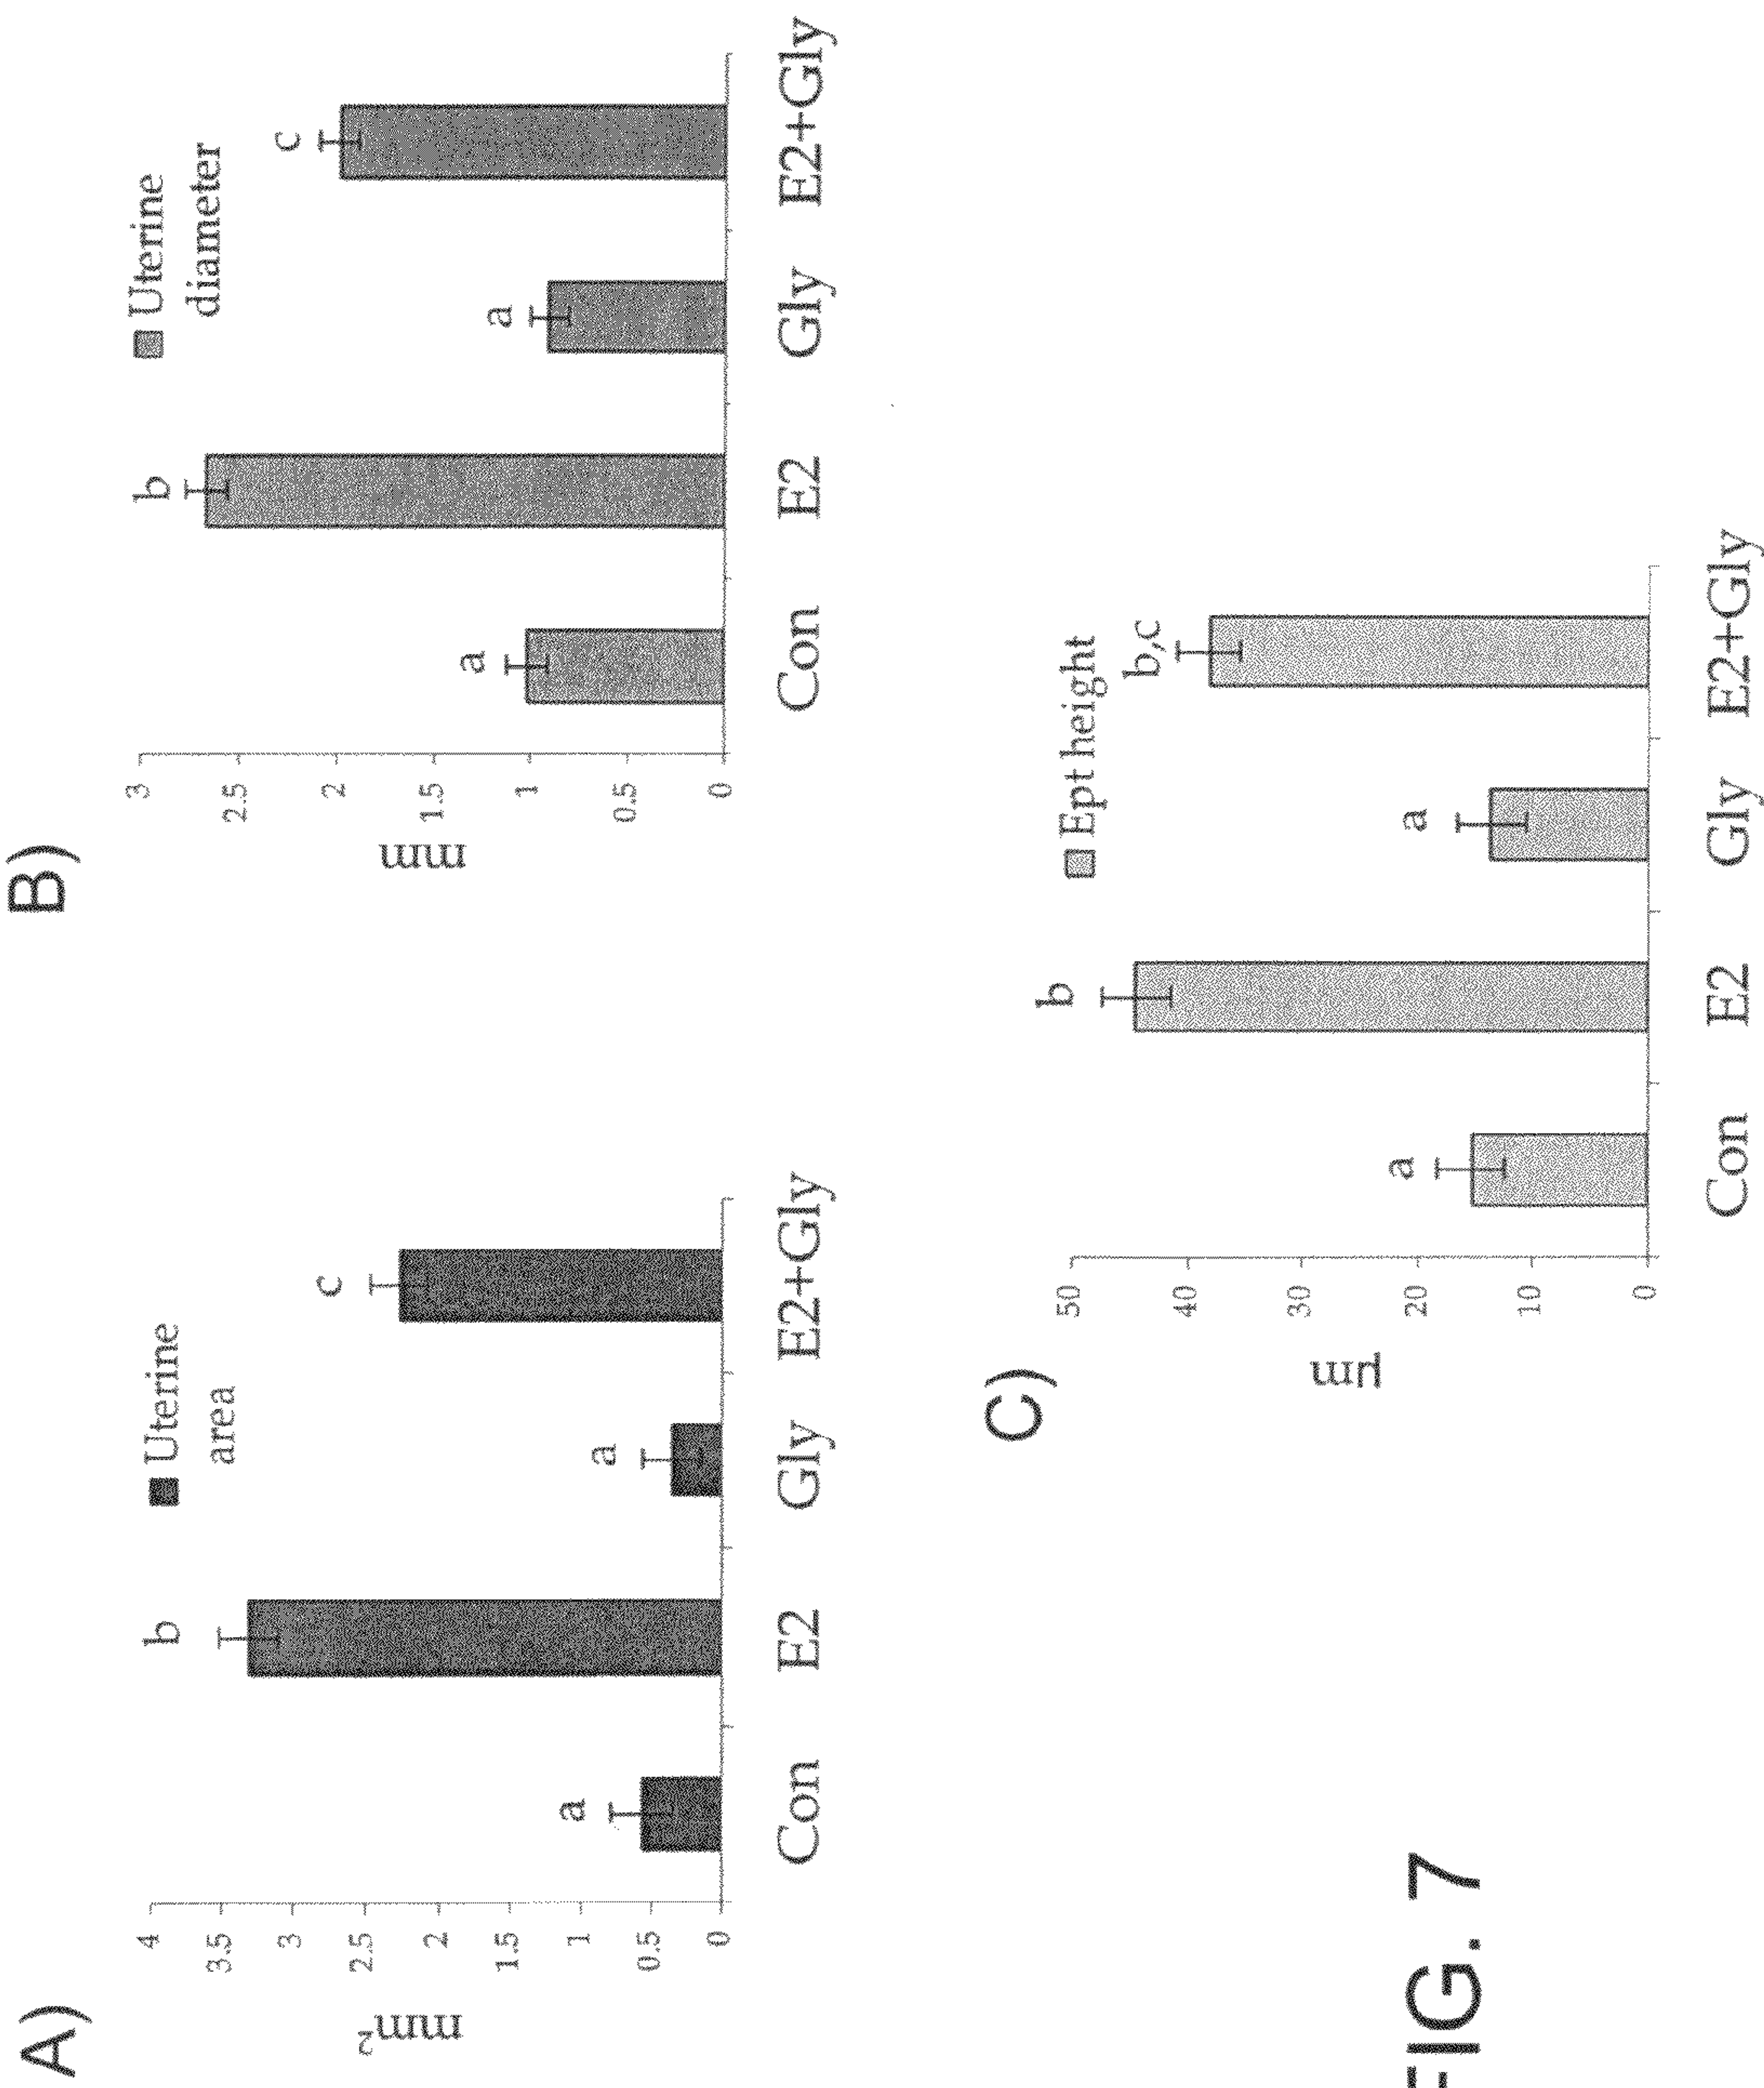 A)
mm²
4
3.5
3
2.5
2
1.5
1
0.5
0
Uterine
area
a
b
a
c
Con E2 Gly E2+Gly
B)
mm
3
2.5
2
1.5
1
0.5
0
Uterine
diameter
a
b
a
c
Con E2 Gly E2+Gly
C)
µm
50
40
30
20
10
0
Ept height
a
b
a
b,c
Con E2 Gly E2+Gly
FIG. 7